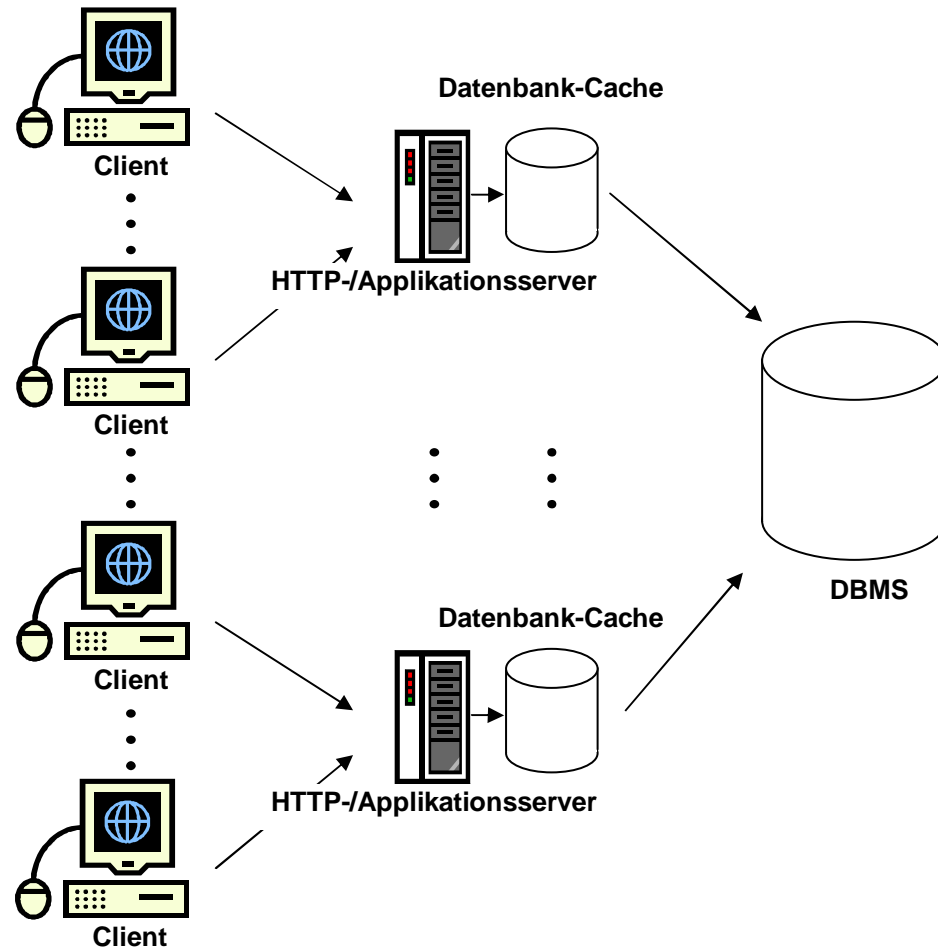 Datenbank-Cache
Client
HTTP-/Applikationsserver
Client
DBMS
Datenbank-Cache
Client
HTTP-/Applikationsserver
Client